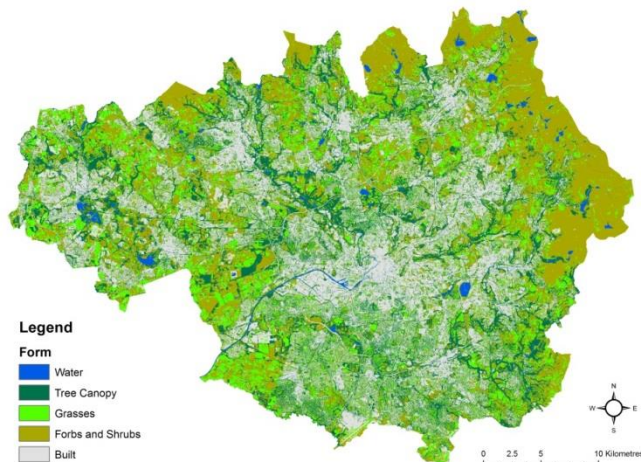 Legend
Form
Water
Tree Canopy
Grasses
Forbs and Shrubs
Built
N
W E
S
0 2.5 5 10 Kilometres